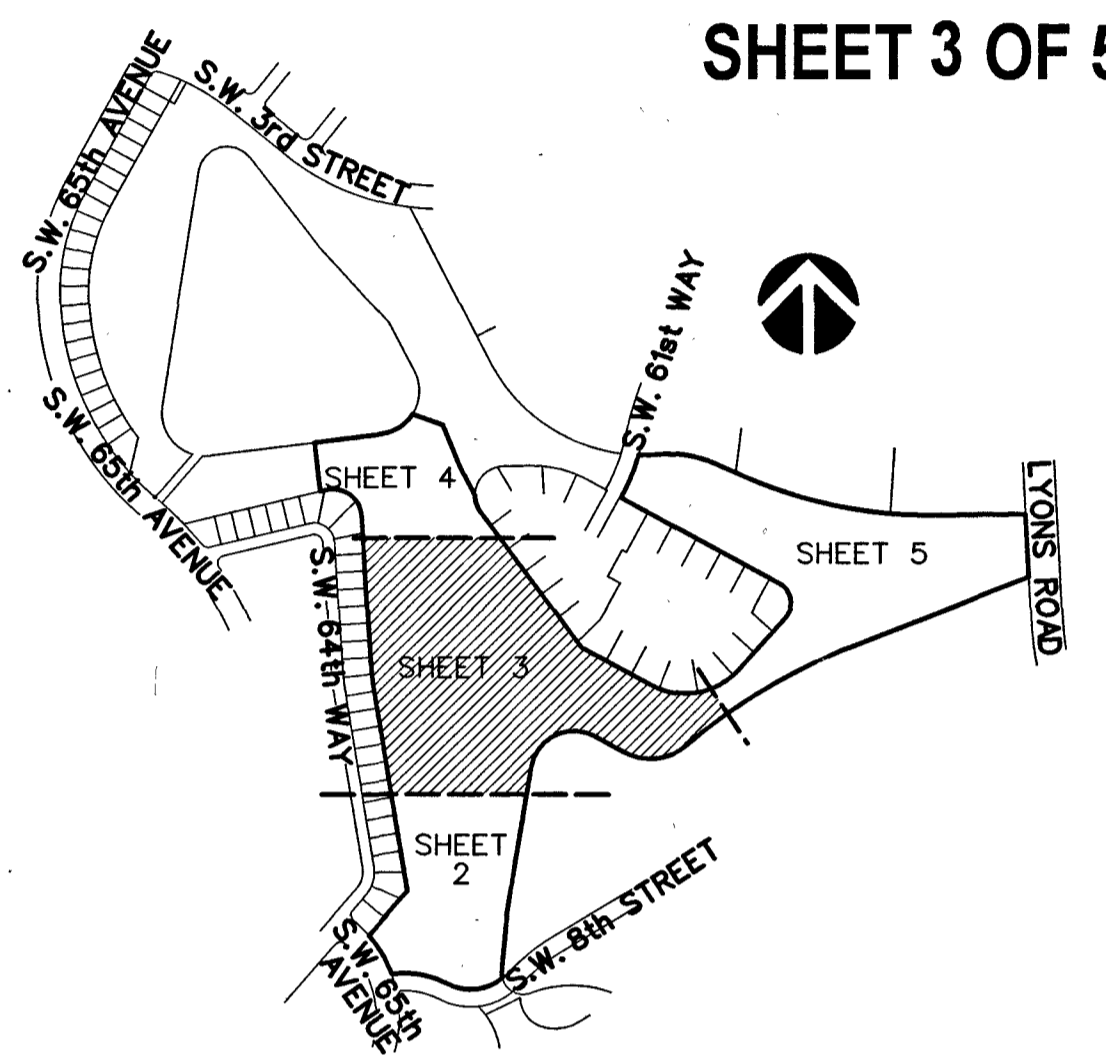 SHEET 3 OF 5
S.W. 65th AVENUE
S.W. 3rd STREET
S.W. 61st WAY
S.W. 65th AVENUE
SHEET 4
SHEET 5
LYONS ROAD
S.W. 64th WAY
SHEET 3
SHEET
2
S.W. 8th STREET
S.W. 65th
AVENUE